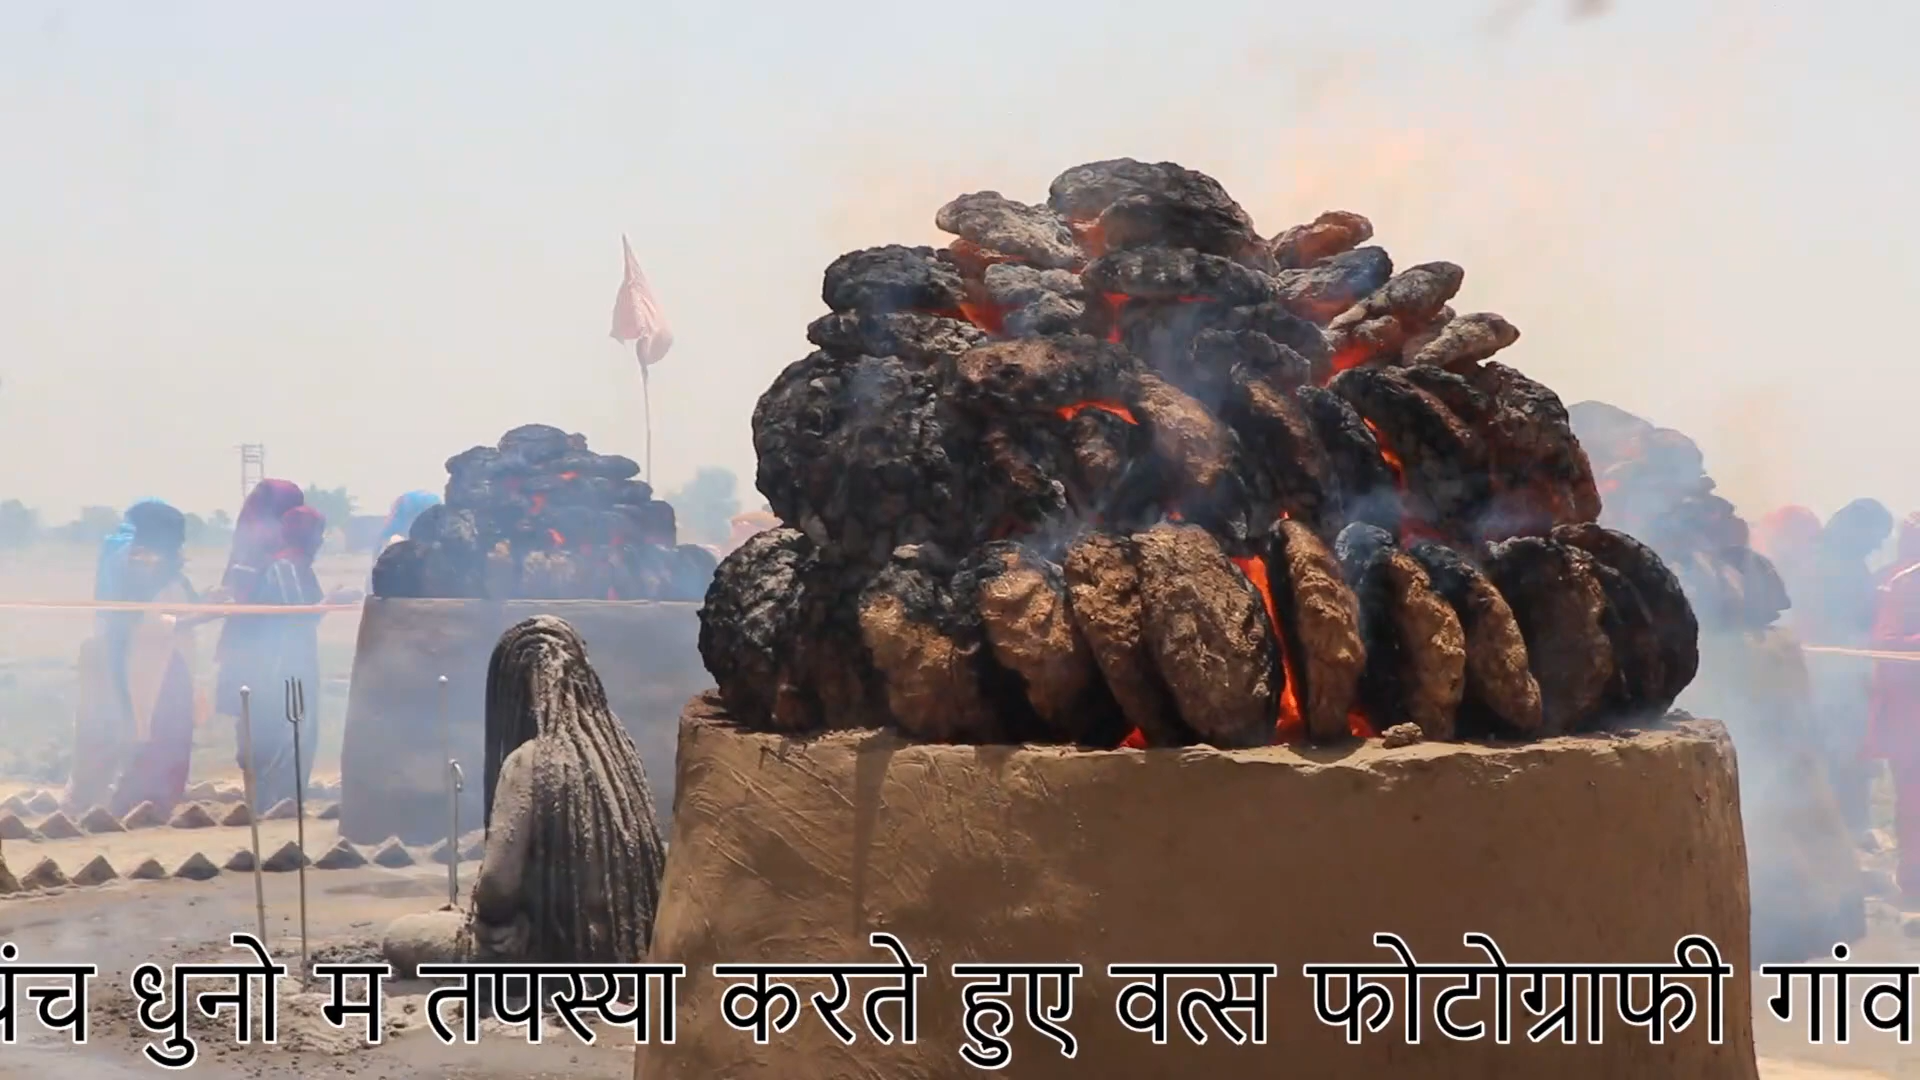 पंच धुनो म तपस्या करते हुए वत्स फोटोग्राफी गांव